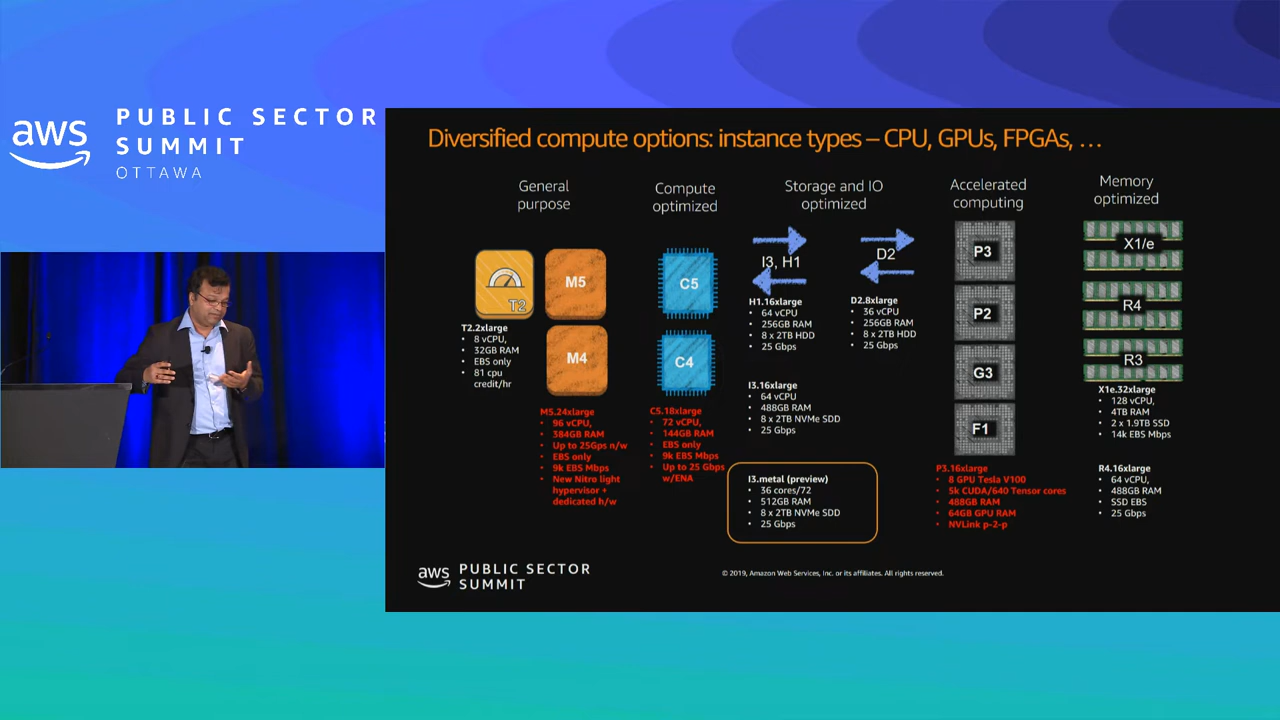 aws
PUBLIC SECTOR
SUMMIT
OTTAWA
Diversified compute options: instance types – CPU, GPUs, FPGAs, …
General
purpose
Compute
optimized
Storage and IO
optimized
Accelerated
computing
Memory
optimized
T2
M5
M4
T2.2xlarge
• 8 vCPU,
• 32GB RAM
• EBS only
• 81 cpu
credit/hr
M5.24xlarge
• 96 vCPU,
• 384GB RAM
• Up to 25Gps n/w
• EBS only
• 9k EBS Mbps
• New Nitro light
hypervisor +
dedicated h/w
C5
C4
C5.18xlarge
• 72 vCPU,
• 144GB RAM
• EBS only
• 9k EBS Mbps
• Up to 25 Gbps
w/ENA
I3, H1
H1.16xlarge
• 64 vCPU
• 256GB RAM
• 8 x 2TB HDD
• 25 Gbps
D2
D2.8xlarge
• 36 vCPU
• 256GB RAM
• 8 x 2TB HDD
• 25 Gbps
I3.16xlarge
• 64 vCPU
• 488GB RAM
• 8 x 2TB NVMe SDD
• 25 Gbps
I3.metal (preview)
• 36 cores/72
• 512GB RAM
• 8 x 2TB NVMe SDD
• 25 Gbps
P3
P2
G3
F1
P3.16xlarge
• 8 GPU Tesla V100
• 5k CUDA/640 Tensor cores
• 488GB RAM
• 64GB GPU RAM
• NVLink p-2-p
X1/e
R4
R3
X1e.32xlarge
• 128 vCPU,
• 4TB RAM
• 2 x 1.9TB SSD
• 14k EBS Mbps
R4.16xlarge
• 64 vCPU,
• 488GB RAM
• SSD EBS
• 25 Gbps
aws
PUBLIC SECTOR
SUMMIT
© 2019, Amazon Web Services, Inc. or its affiliates. All rights reserved.